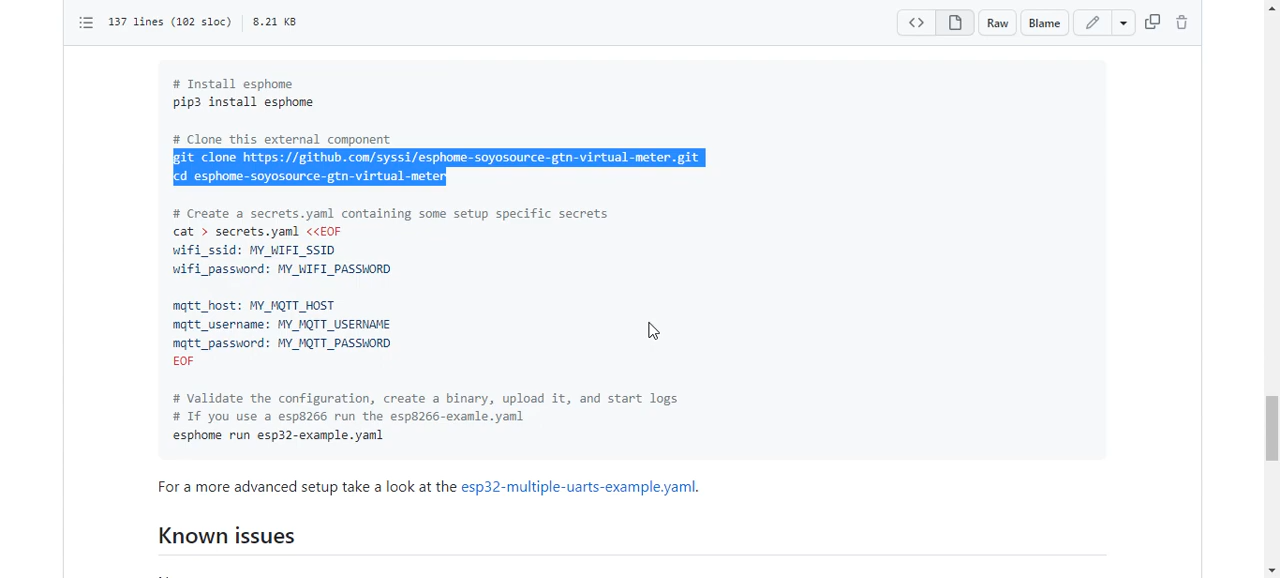 137 lines (102 sloc) 8.21 KB Raw Blame
# Install esphome
pip3 install esphome
# Clone this external component
git clone https://github.com/syssi/esphome-soyosource-gtn-virtual-meter.git
cd esphome-soyosource-gtn-virtual-meter
# Create a secrets.yaml containing some setup specific secrets
cat > secrets.yaml <<EOF
wifi_ssid: MY_WIFI_SSID
wifi_password: MY_WIFI_PASSWORD
mqtt_host: MY_MQTT_HOST
mqtt_username: MY_MQTT_USERNAME
mqtt_password: MY_MQTT_PASSWORD
EOF
# Validate the configuration, create a binary, upload it, and start logs
# If you use a esp8266 run the esp8266-examle.yaml
esphome run esp32-example.yaml
For a more advanced setup take a look at the esp32-multiple-uarts-example.yaml.
Known issues